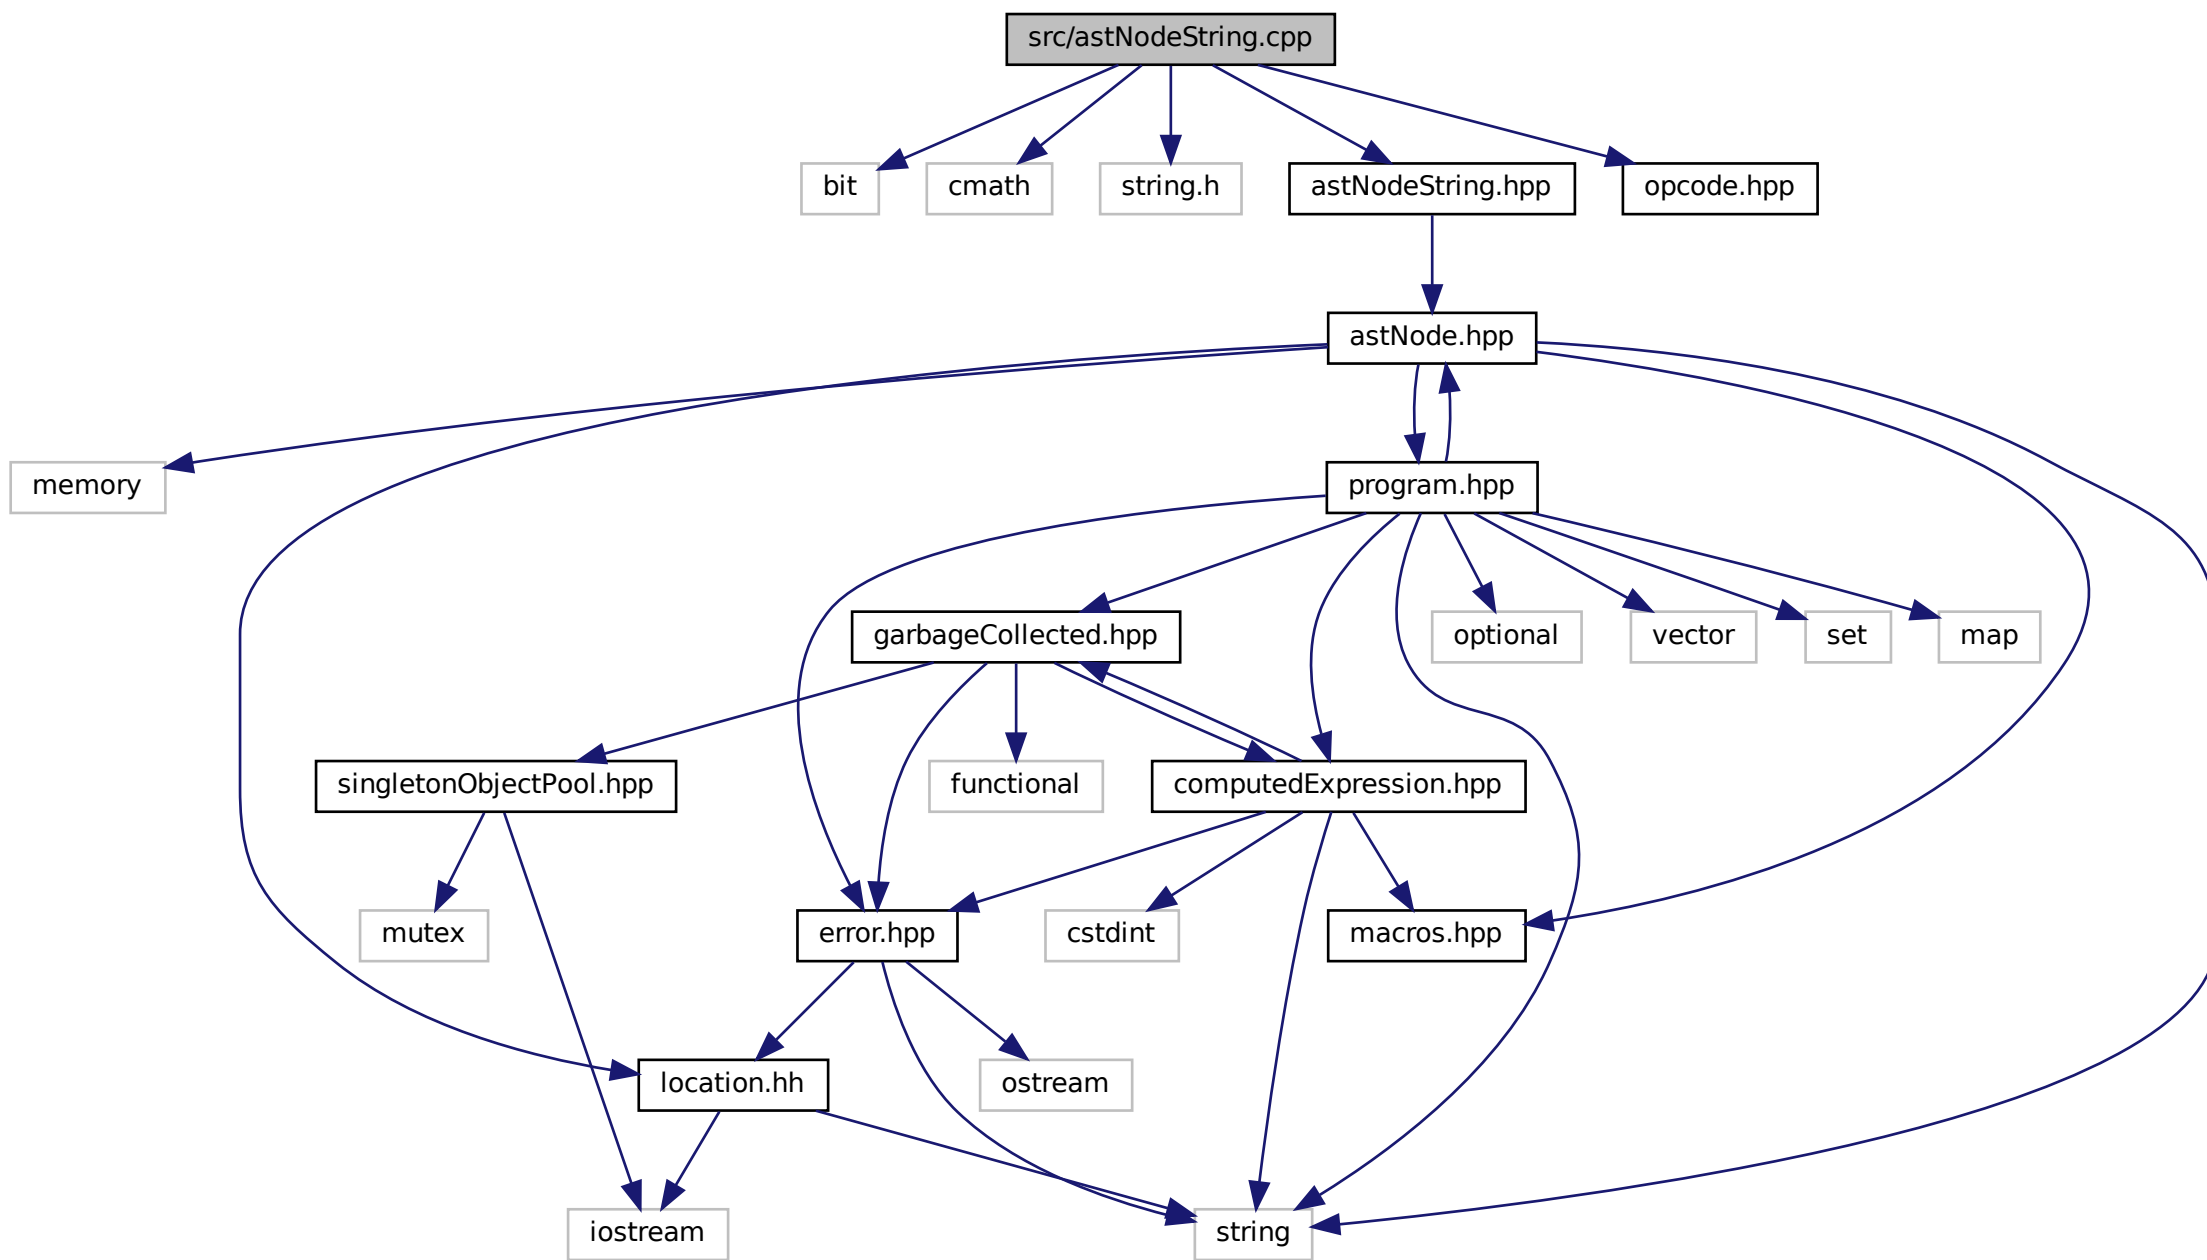 src/astNodeString.cpp
bit
cmath
string.h
astNodeString.hpp
opcode.hpp
astNode.hpp
memory
program.hpp
garbageCollected.hpp
optional
vector
set
map
singletonObjectPool.hpp
functional
computedExpression.hpp
mutex
error.hpp
cstdint
macros.hpp
location.hh
ostream
iostream
string